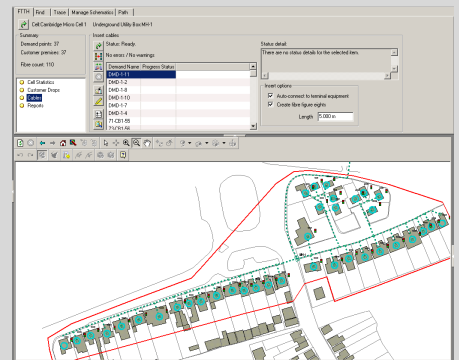 FTTH Find Trace Manage Schematics Path
Cell Cambridge Micro Cell 1 Underground Utility Box MH-1
Summary
Demand points: 37
Customer premises: 37
Fibre count: 110
Cell Statistics
Customer Drops
Cables
Reports
Insert cables
Status: Ready.
No errors / No warnings
Demand Name Progress Status
DMD-1-11
DMD-1-2
DMD-1-8
DMD-1-10
DMD-1-7
DMD-1-4
71-CB1-5S
Status detail
There are no status details for the selected item.
Insert options
Auto-connect to terminal equipment
Create fibre figure eights
Length 5.000 m